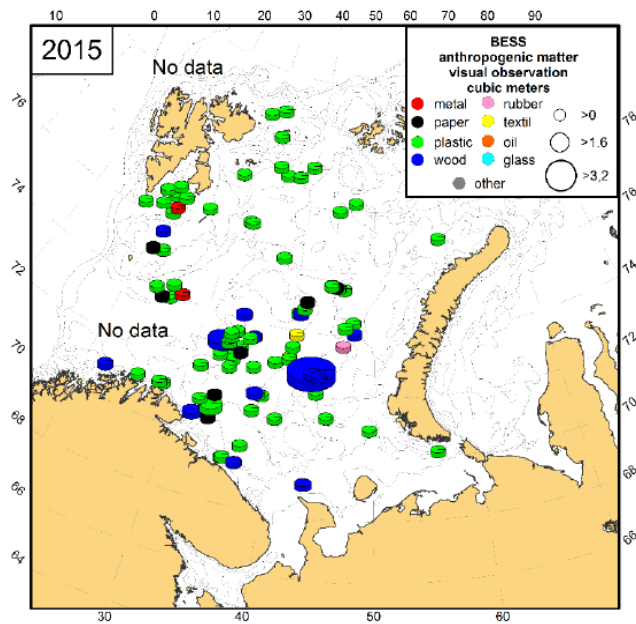 10 0 10 20 30 40 50 60 70 80 90
2015
No data
BESS
anthropogenic matter
visual observation
cubic meters
metal rubber >0
paper textil
plastic oil >1.6
wood glass
other >3,2
76
74
72
No data
70
68
66
64
76
74
72
70
69
68
30 40 50 60